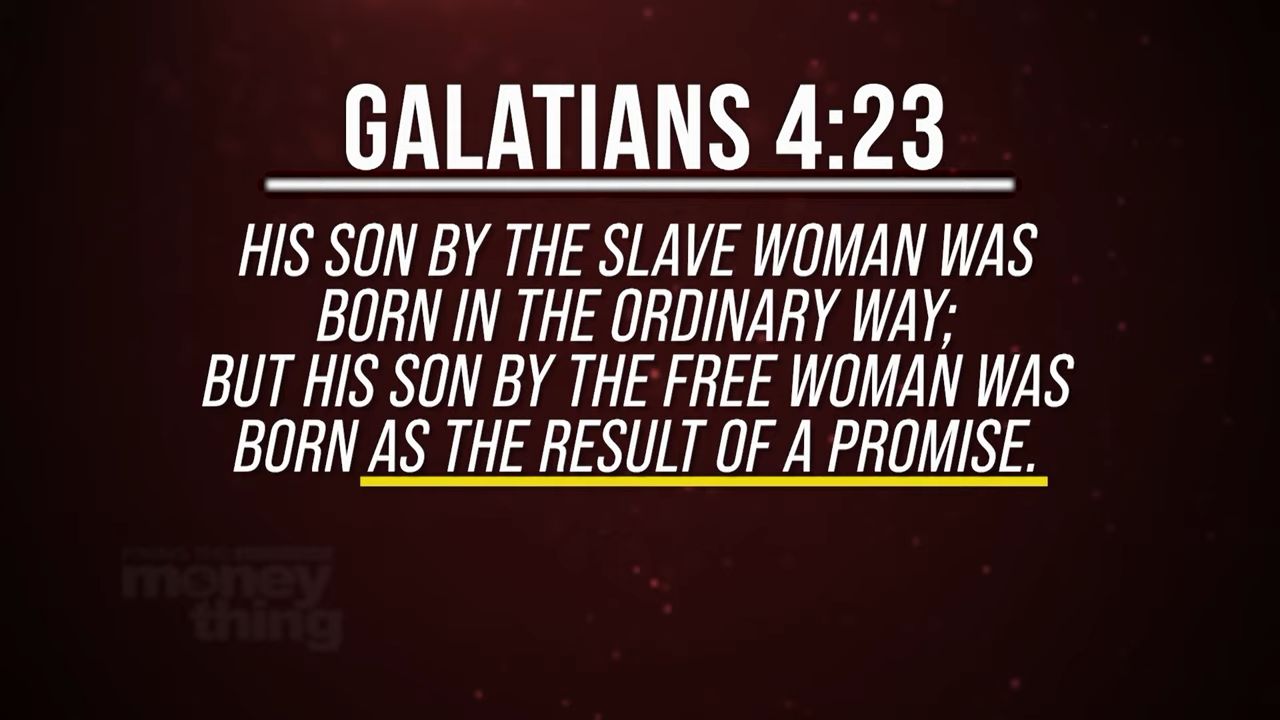 GALATIANS 4:23
HIS SON BY THE SLAVE WOMAN WAS
BORN IN THE ORDINARY WAY;
BUT HIS SON BY THE FREE WOMAN WAS
BORN AS THE RESULT OF A PROMISE.
money
thing